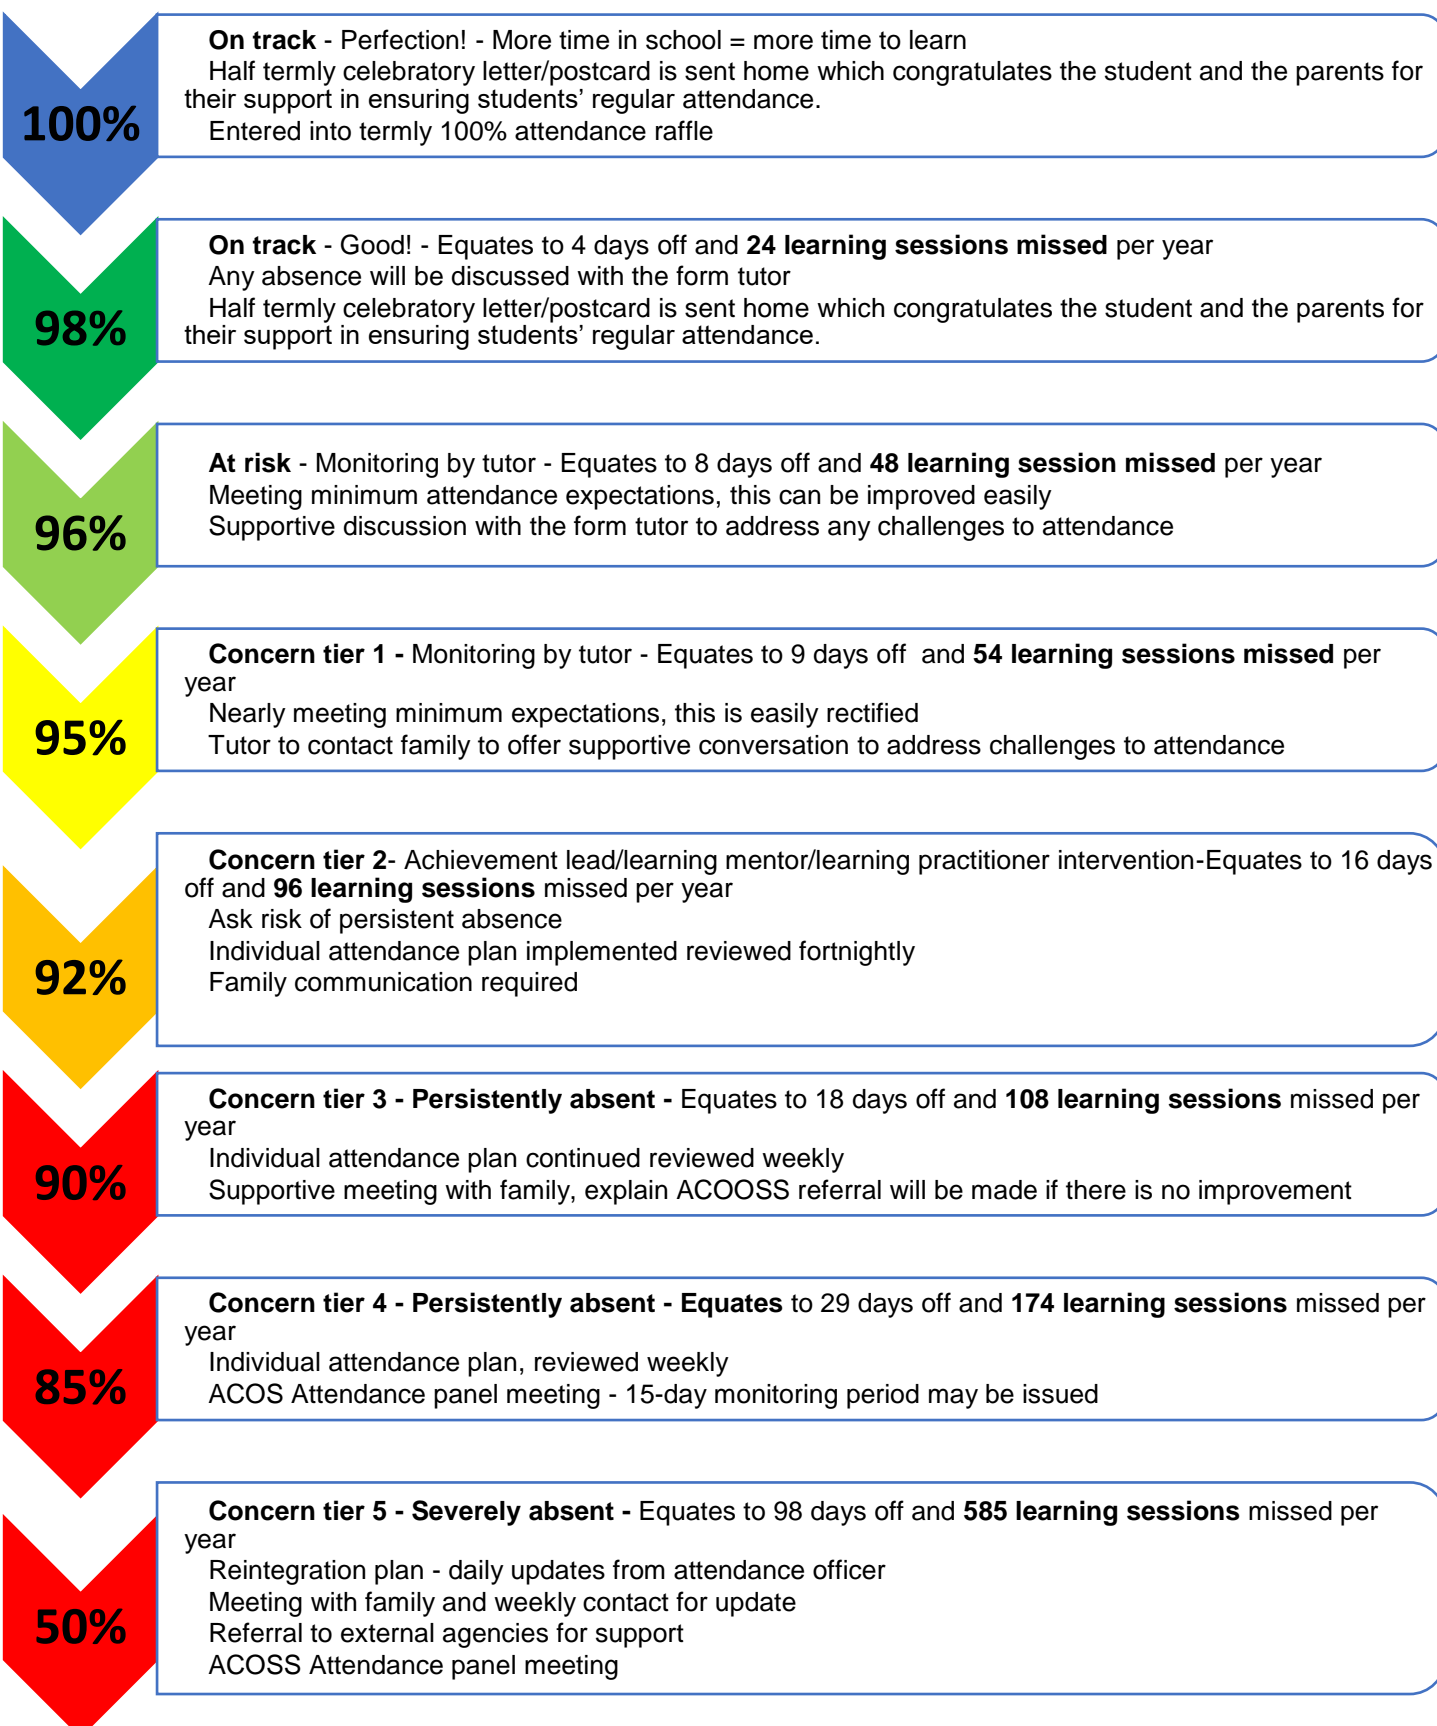 100%
On track - Perfection! - More time in school = more time to learn
Half termly celebratory letter/postcard is sent home which congratulates the student and the parents for
their support in ensuring students’ regular attendance.
Entered into termly 100% attendance raffle
98%
On track - Good! - Equates to 4 days off and 24 learning sessions missed per year
Any absence will be discussed with the form tutor
Half termly celebratory letter/postcard is sent home which congratulates the student and the parents for
their support in ensuring students’ regular attendance.
96%
At risk - Monitoring by tutor - Equates to 8 days off and 48 learning session missed per year
Meeting minimum attendance expectations, this can be improved easily
Supportive discussion with the form tutor to address any challenges to attendance
95%
Concern tier 1 - Monitoring by tutor - Equates to 9 days off  and 54 learning sessions missed per
year
Nearly meeting minimum expectations, this is easily rectified
Tutor to contact family to offer supportive conversation to address challenges to attendance
92%
Concern tier 2- Achievement lead/learning mentor/learning practitioner intervention-Equates to 16 days
off and 96 learning sessions missed per year
Ask risk of persistent absence
Individual attendance plan implemented reviewed fortnightly
Family communication required
90%
Concern tier 3 - Persistently absent - Equates to 18 days off and 108 learning sessions missed per
year
Individual attendance plan continued reviewed weekly
Supportive meeting with family, explain ACOOSS referral will be made if there is no improvement
85%
Concern tier 4 - Persistently absent - Equates to 29 days off and 174 learning sessions missed per
year
Individual attendance plan, reviewed weekly
ACOS Attendance panel meeting - 15-day monitoring period may be issued
50%
Concern tier 5 - Severely absent - Equates to 98 days off and 585 learning sessions missed per
year
Reintegration plan - daily updates from attendance officer
Meeting with family and weekly contact for update
Referral to external agencies for support
ACOSS Attendance panel meeting